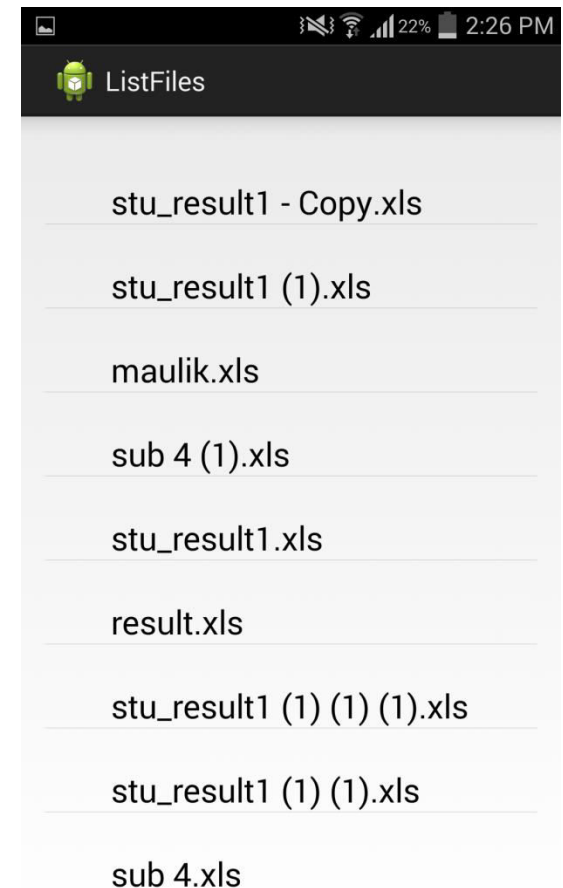 22% 2:26 PM
ListFiles
stu_result1 - Copy.xls
stu_result1 (1).xls
maulik.xls
sub 4 (1).xls
stu_result1.xls
result.xls
stu_result1 (1) (1) (1).xls
stu_result1 (1) (1).xls
sub 4.xls